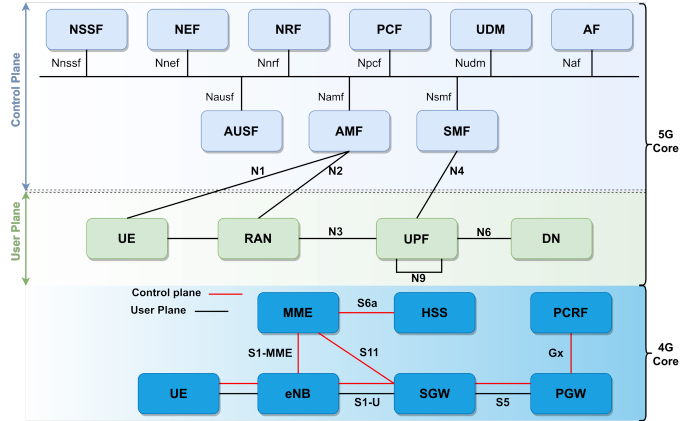 NSSF
NEF
NRF
PCF
UDM
AF
Nnssf
Nnef
Nnrf
Npcf
Nudm
Naf
Control Plane
Nausf
Namf
Nsmf
AUSF
AMF
SMF
5G
Core
N1
N2
N4
User Plane
UE
RAN
N3
UPF
N6
DN
N9
Control plane
User Plane
MME
S6a
HSS
PCRF
S1-MME
S11
Gx
4G
Core
UE
eNB
S1-U
SGW
S5
PGW